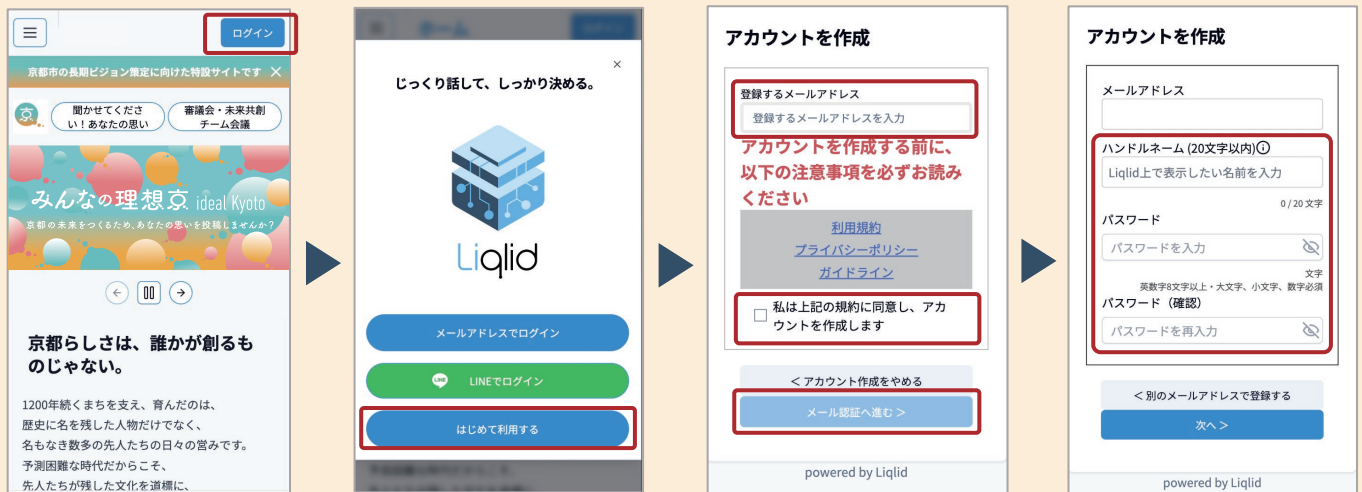 ログイン
京都市の長期ビジョン策定に向けた特設サイトです ×
京
聞かせてくださ
い！あなたの思い
審議会・未来共創
チーム会議
みんなの理想京 ideal Kyoto
京都の未来をつくるため、あなたの思いを投稿しませんか？
京都らしさは、誰かが創るも
のじゃない。
1200年続くまちを支え、育んだのは、
歴史に名を残した人物だけでなく、
名もなき数多の先人たちの日々の営みです。
予測困難な時代だからこそ、
先人たちが残した文化を道標に、
ホーム
×
じっくり話して、しっかり決める。
Liqlid
メールアドレスでログイン
LINE
LINEでログイン
はじめて利用する
アカウントを作成
登録するメールアドレス
登録するメールアドレスを入力
アカウントを作成する前に、
以下の注意事項を必ずお読み
ください
利用規約
プライバシーポリシー
ガイドライン
私は上記の規約に同意し、アカ
ウントを作成します
< アカウント作成をやめる
メール認証へ進む >
powered by Liqlid
アカウントを作成
メールアドレス
ハンドルネーム (20文字以内)
Liqlid上で表示したい名前を入力
0 / 20 文字
パスワード
パスワードを入力
文字
英数字8文字以上・大文字、小文字、数字必須
パスワード（確認）
パスワードを再入力
< 別のメールアドレスで登録する
次へ >
powered by Liqlid